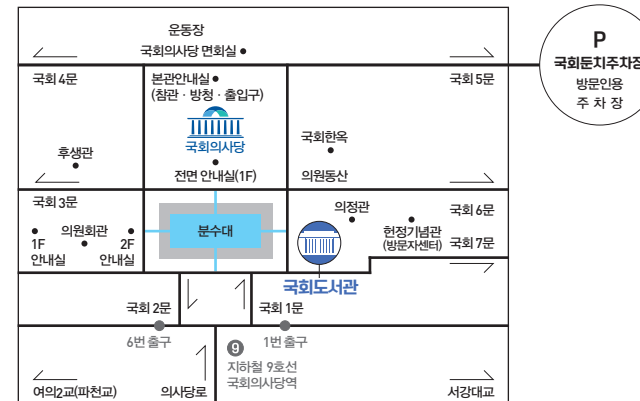 운동장
국회의사당 면회실
P
국회둔치주차장
방문인용
주 차 장
국회 4문
본관안내실
(참관 · 방청 · 출입구)
국회 5문
국회의사당
국회한옥
후생관
전면 안내실(1F)
의원동산
국회 3문
의정관
국회 6문
의원회관
1F
안내실
2F
안내실
분수대
헌정기념관
(방문자센터)
국회 7문
국회도서관
국회 2문
국회 1문
6번 출구
9
1번 출구
지하철 9호선
국회의사당역
여의2교(파천교)
의사당로
서강대교